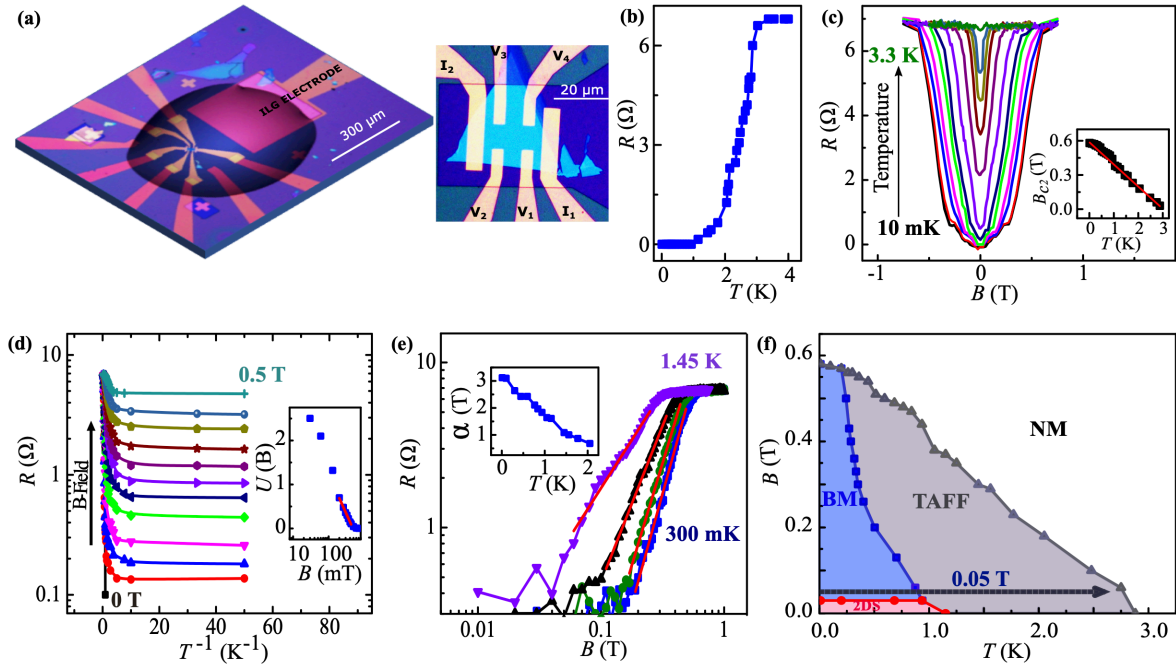 (a)
ILG ELECTRODE
300 µm
I2
V3
V4
20 µm
V2
V1
I1
(b)
6
3
0
R (Ω)
0 2 4
T (K)
(c)
6
4
2
0
R (Ω)
3.3 K
Temperature
10 mK
-1 0 1
B (T)
0.6
0.3
0.0
BC2 (T)
0 1 2 3
T (K)
(d)
10
1
0.1
R (Ω)
0.5 T
B-Field
0 T
0 20 40 60 80
T-1 (K-1)
2
1
0
U (B)
10 100
B (mT)
(e)
10
1
R (Ω)
1.45 K
300 mK
0.01 0.1 1
B (T)
3
2
1
α (T)
0 1 2
T (K)
(f)
0.6
0.4
0.2
0.0
B (T)
NM
BM
TAFF
0.05 T
2DS
0.0 1.0 2.0 3.0
T (K)